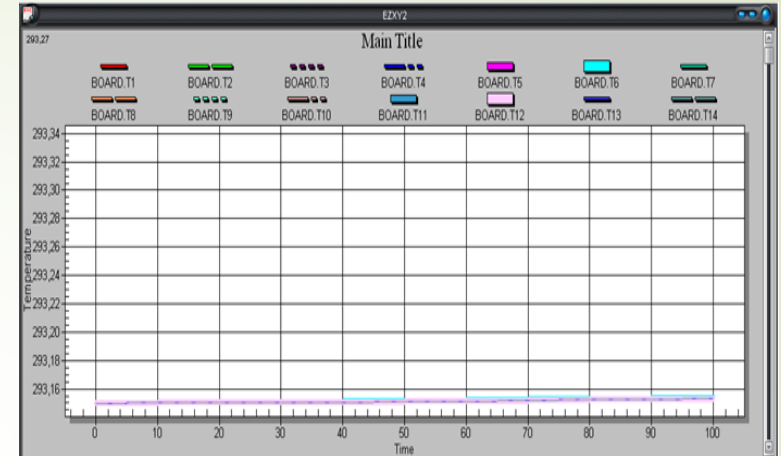 EZXY2
293,27
Main Title
BOARD.T1 BOARD.T2 BOARD.T3 BOARD.T4 BOARD.T5 BOARD.T6 BOARD.T7
BOARD.T8 BOARD.T9 BOARD.T10 BOARD.T11 BOARD.T12 BOARD.T13 BOARD.T14
293,34
293,32
293,30
293,28
293,26
293,24
293,22
293,20
293,18
293,16
Temperature
0 10 20 30 40 50 60 70 80 90 100
Time